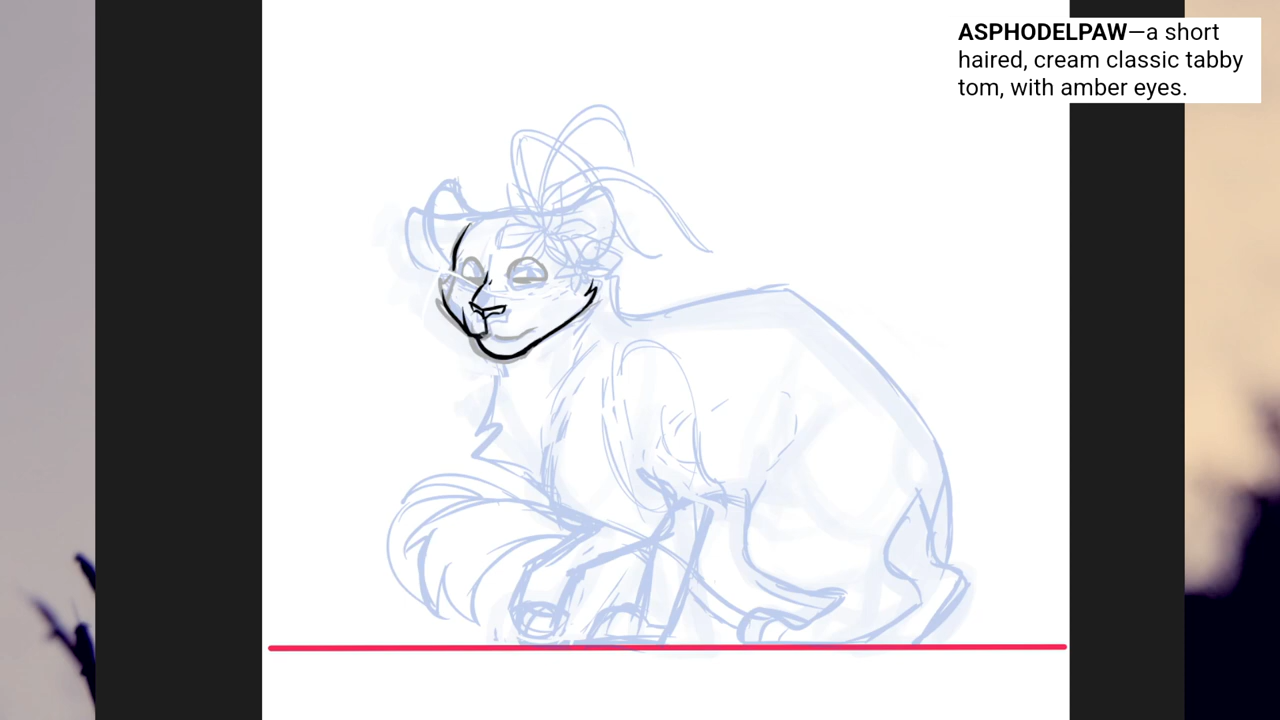 ASPHODELPAW—a short
haired, cream classic tabby
tom, with amber eyes.